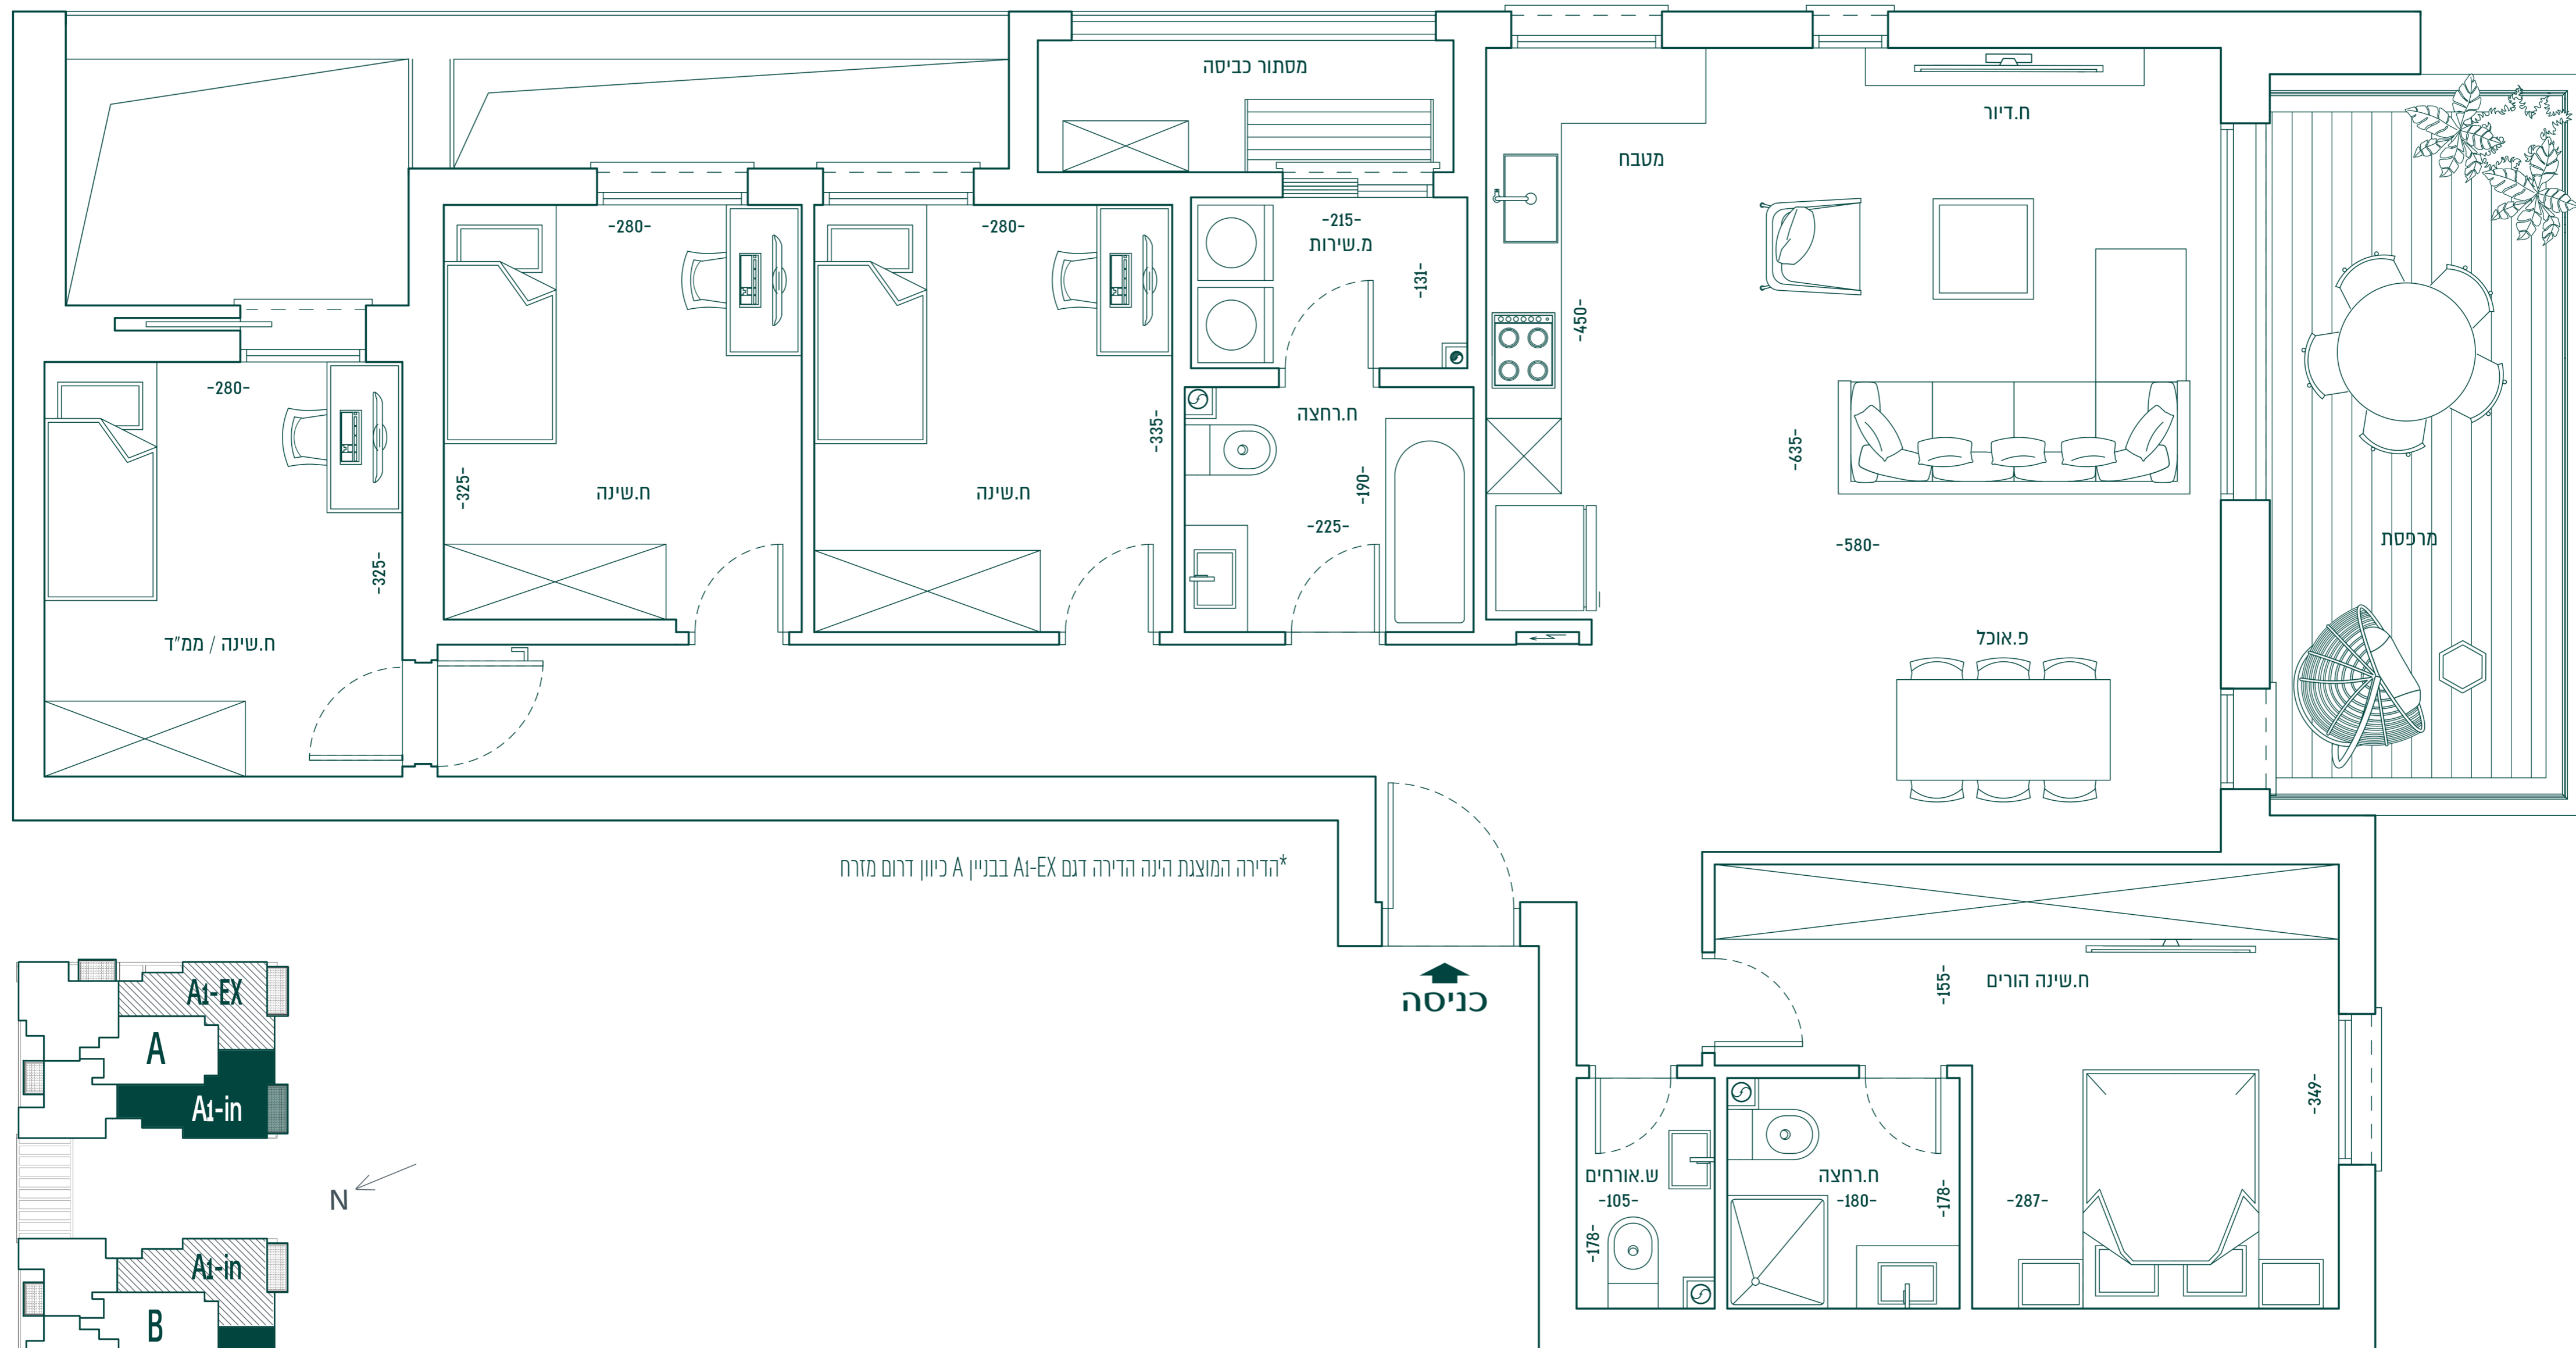 מסתור כביסה
ח.דיור
מטבח
-280-
-280-
-215-
מ.שירות
-131-
-450-
-280-
ח.רחצה
-335-
-635-
-325-
ח.שינה
ח.שינה
-190-
-225-
-580-
מרפסת
-325-
ח.שינה / ממ"ד
פ.אוכל
*הדירה המוצגת הינה הדירה דגם A1-EX בבניין A כיוון דרום מזרח
כניסה
-155-
ח.שינה הורים
-349-
ש.אורחים
-105-
-178-
ח.רחצה
-180-
-178-
-287-
A1-EX
A
A1-in
N
A1-in
B